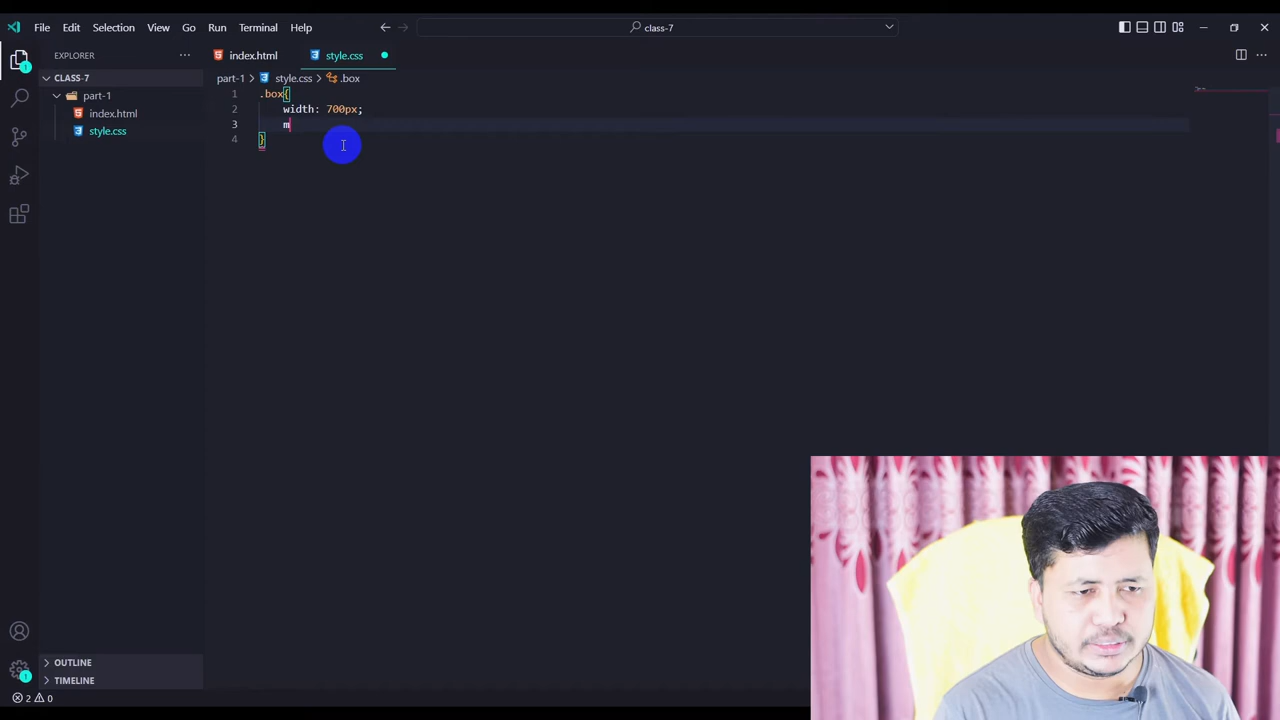 File Edit Selection View Go Run Terminal Help
class-7
EXPLORER
index.html
style.css
CLASS-7
part-1 > style.css > .box
part-1
index.html
style.css
1 .box{
2 width: 700px;
3 m
4 }
1
1
OUTLINE
TIMELINE
2 0